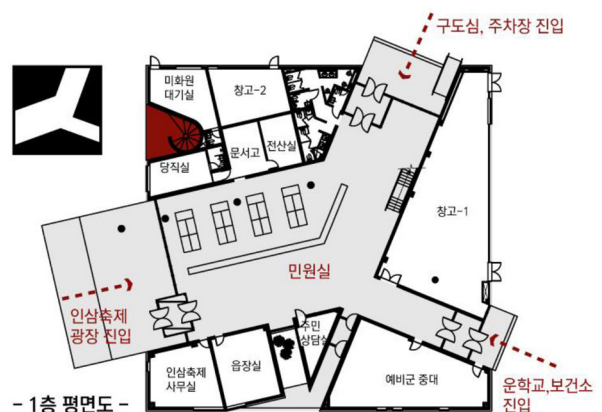 구도심, 주차장 진입
미화원
대기실
창고-2
당직실
문서고
전산실
창고-1
민원실
인삼축제
광장 진입
주민
상담실
인삼축제
사무실
읍장실
예비군 중대
운학교,보건소
진입
- 1층 평면도 -